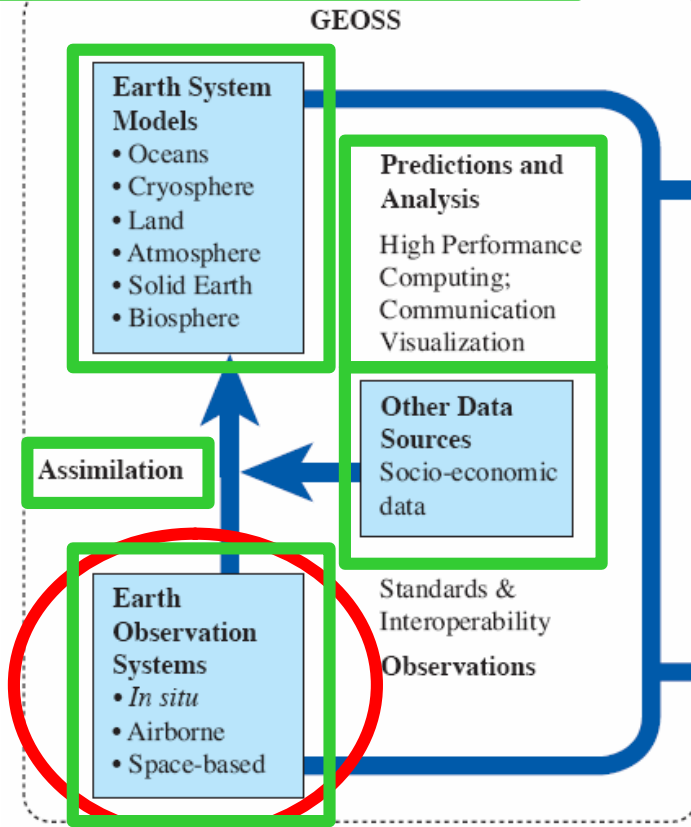 GEOSS
Earth System
Models
• Oceans
• Cryosphere
• Land
• Atmosphere
• Solid Earth
• Biosphere
Predictions and
Analysis
High Performance
Computing;
Communication
Visualization
Other Data
Sources
Socio-economic
data
Assimilation
Earth
Observation
Systems
• In situ
• Airborne
• Space-based
Standards &
Interoperability
Observations